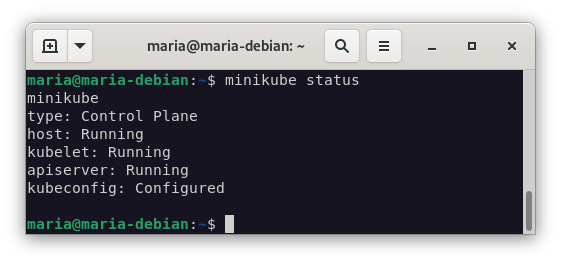 maria@maria-debian: ~
maria@maria-debian:~$ minikube status
minikube
type: Control Plane
host: Running
kubelet: Running
apiserver: Running
kubeconfig: Configured
maria@maria-debian:~$